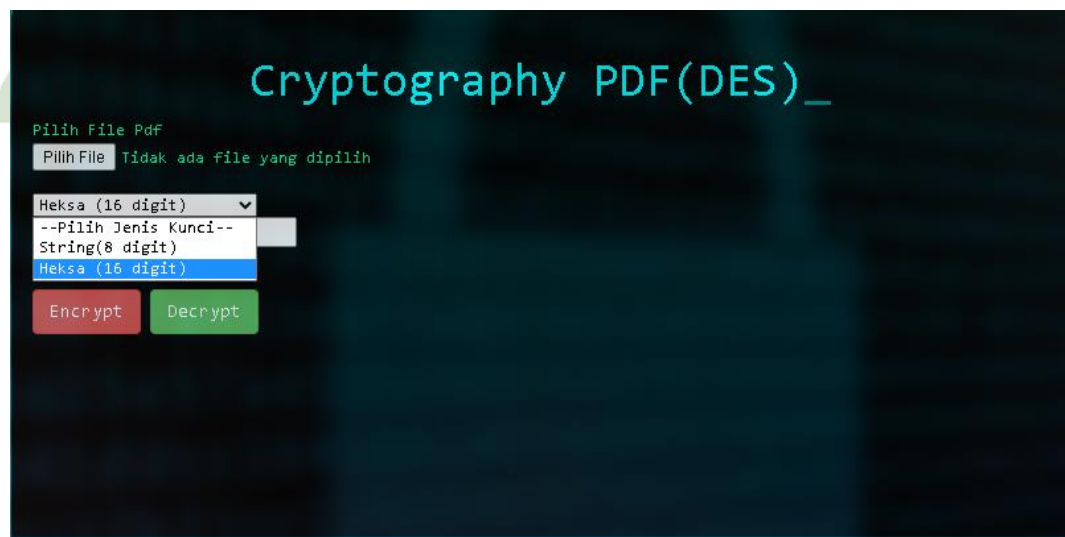 Cryptography PDF(DES)_
Pilih File Pdf
Pilih File Tidak ada file yang dipilih
Heksa (16 digit)
--Pilih Jenis Kunci--
String(8 digit)
Heksa (16 digit)
Encrypt Decrypt